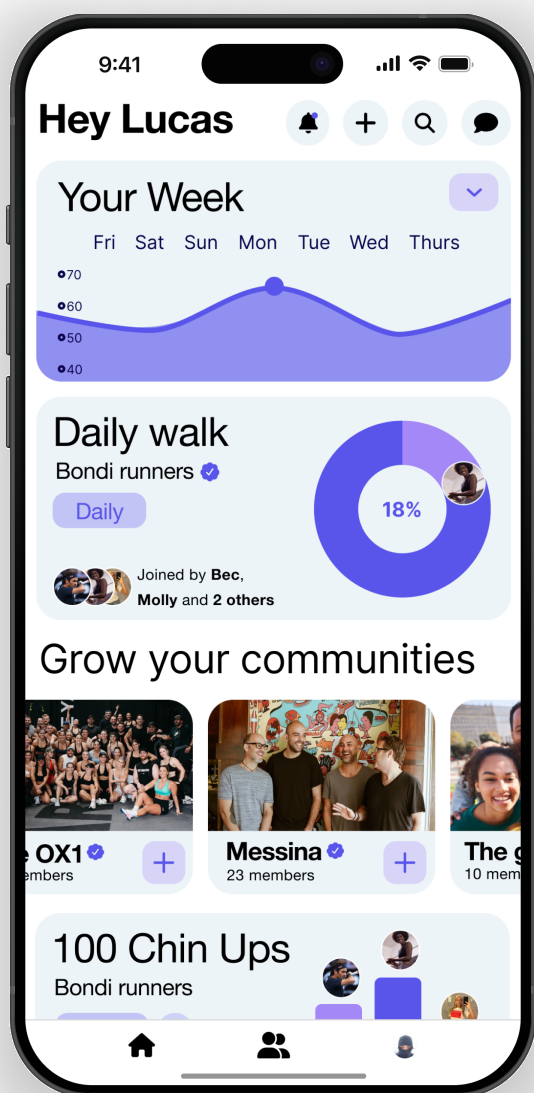 9:41
Hey Lucas
Your Week
Fri Sat Sun Mon Tue Wed Thurs
70
60
50
40
Daily walk
Bondi runners
Daily
18%
Joined by Bec,
Molly and 2 others
Grow your communities
OX1
Messina
The
embers
23 members
10 mem
100 Chin Ups
Bondi runners